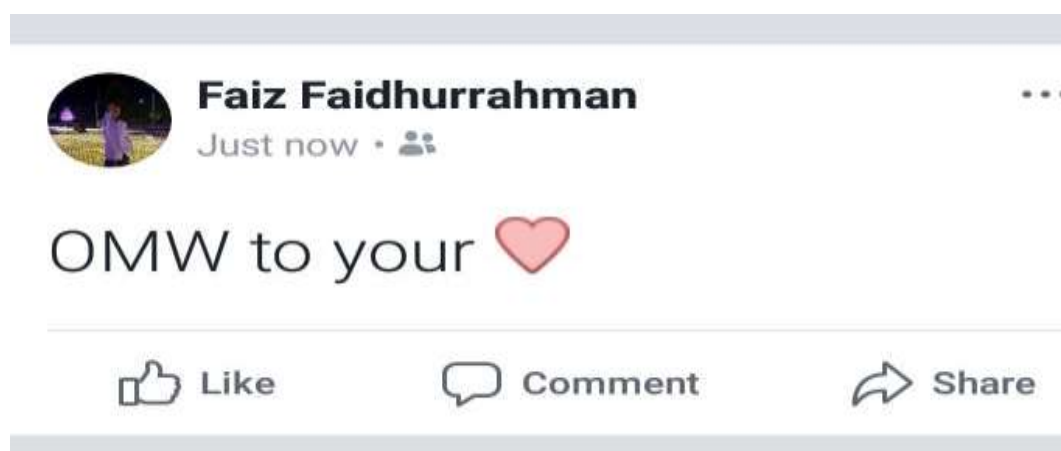 Faiz Faidhurrahman
Just now •
OMW to your ❤
Like Comment Share